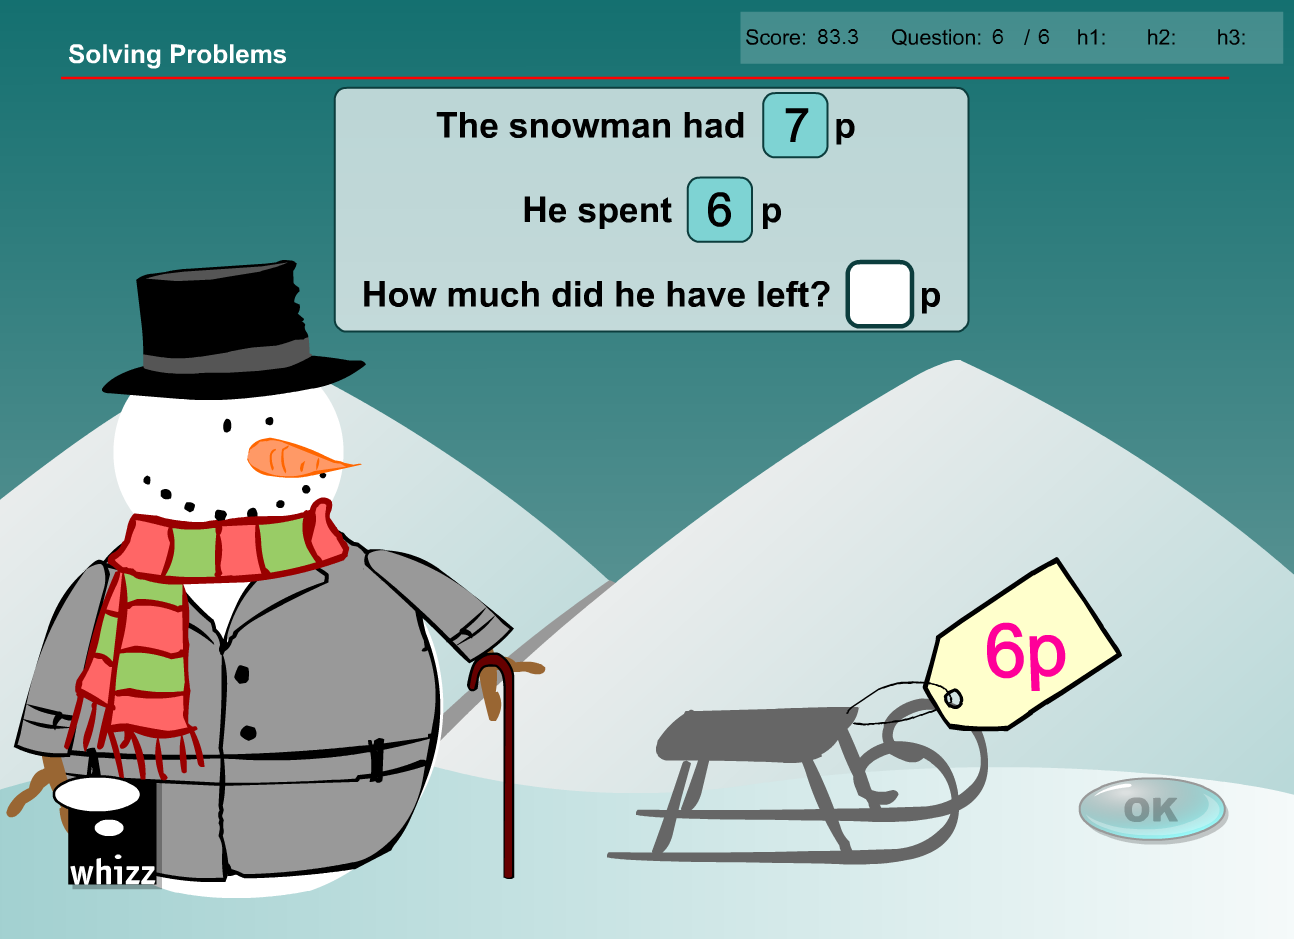 Solving Problems
Score: 83.3 Question: 6 / 6 h1: h2: h3:
The snowman had 7 p
He spent 6 p
How much did he have left? p
6p
OK
whizz